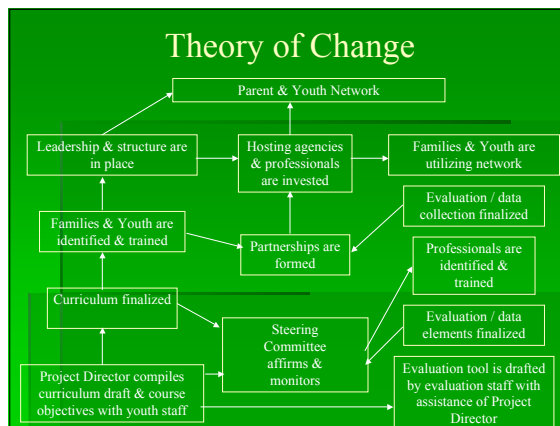 Theory of Change
Parent & Youth Network
Leadership & structure are
in place
Hosting agencies
& professionals
are invested
Families & Youth are
utilizing network
Families & Youth are
identified & trained
Partnerships are
formed
Evaluation / data
collection finalized
Professionals are
identified &
trained
Curriculum finalized
Steering
Committee
affirms &
monitors
Evaluation / data
elements finalized
Project Director compiles
curriculum draft & course
objectives with youth staff
Evaluation tool is drafted
by evaluation staff with
assistance of Project
Director